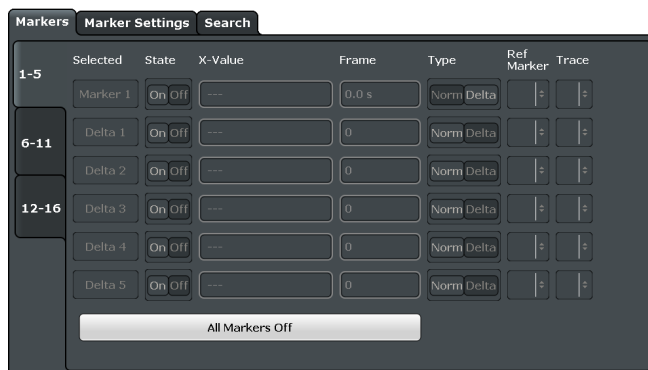 Markers Marker Settings Search
1-5
6-11
12-16
Selected State X-Value Frame Type Ref Marker Trace
Marker 1 On Off --- 0.0 s Norm Delta
Delta 1 On Off --- 0 Norm Delta
Delta 2 On Off --- 0 Norm Delta
Delta 3 On Off --- 0 Norm Delta
Delta 4 On Off --- 0 Norm Delta
Delta 5 On Off --- 0 Norm Delta
All Markers Off